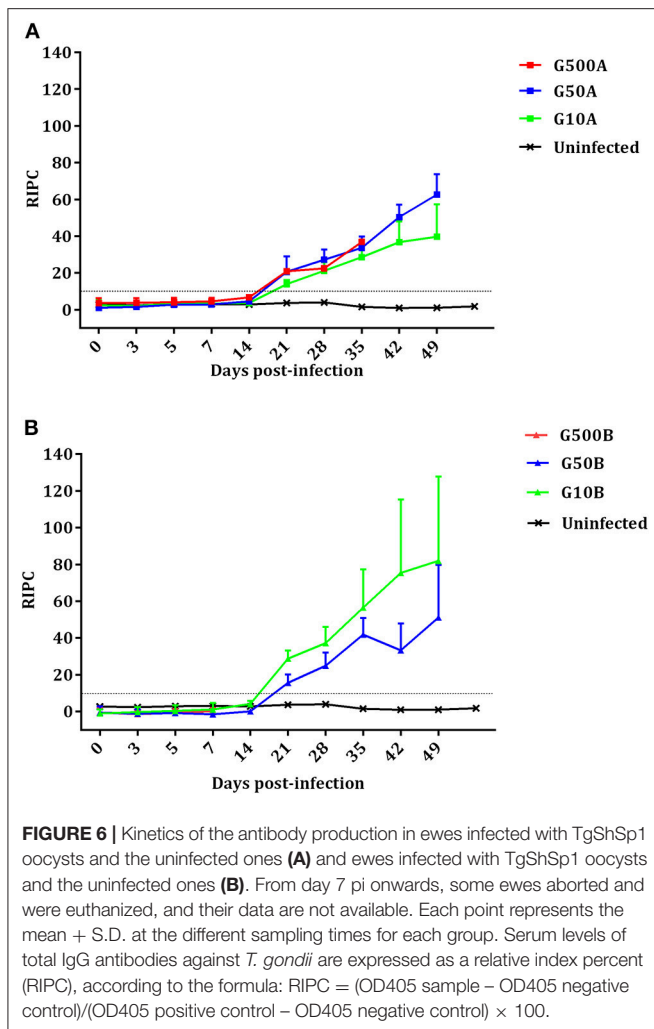 A
140
120
100
80
60
40
20
0
RIPC
0 3 5 7 14 21 28 35 42 49
Days post-infection
G500A
G50A
G10A
Uninfected
B
140
120
100
80
60
40
20
0
RIPC
0 3 5 7 14 21 28 35 42 49
Days post-infection
G500B
G50B
G10B
Uninfected
FIGURE 6 | Kinetics of the antibody production in ewes infected with TgShSp1
oocysts and the uninfected ones (A) and ewes infected with TgShSp1 oocysts
and the uninfected ones (B). From day 7 pi onwards, some ewes aborted and
were euthanized, and their data are not available. Each point represents the
mean + S.D. at the different sampling times for each group. Serum levels of
total IgG antibodies against T. gondii are expressed as a relative index percent
(RIPC), according to the formula: RIPC = (OD405 sample – OD405 negative
control)/(OD405 positive control – OD405 negative control) × 100.